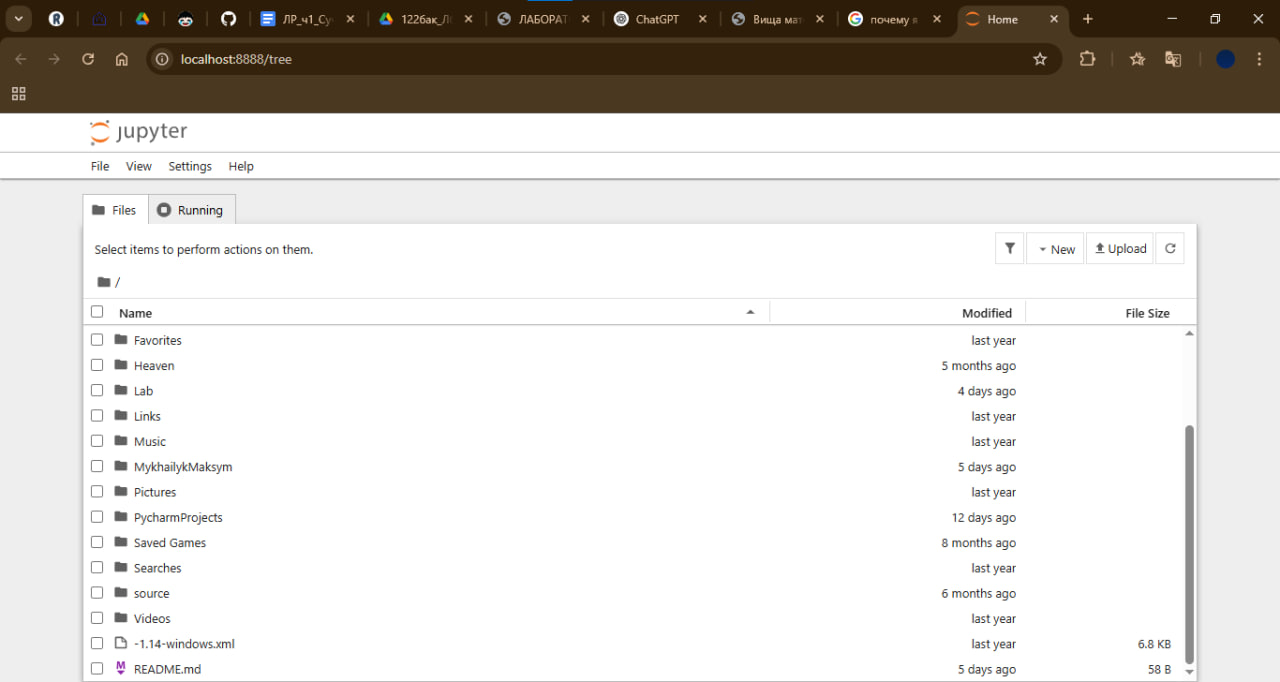 ЛР_ч1_Су
122бак_Л
ЛАБОРАТ
ChatGPT
Вища мат
почему я
Home
localhost:8888/tree
jupyter
File View Settings Help
Files Running
Select items to perform actions on them.
New Upload
/
Name Modified File Size
Favorites last year
Heaven 5 months ago
Lab 4 days ago
Links last year
Music last year
MykhailykMaksym 5 days ago
Pictures last year
PycharmProjects 12 days ago
Saved Games 8 months ago
Searches last year
source 6 months ago
Videos last year
-1.14-windows.xml last year 6.8 KB
README.md 5 days ago 58 B